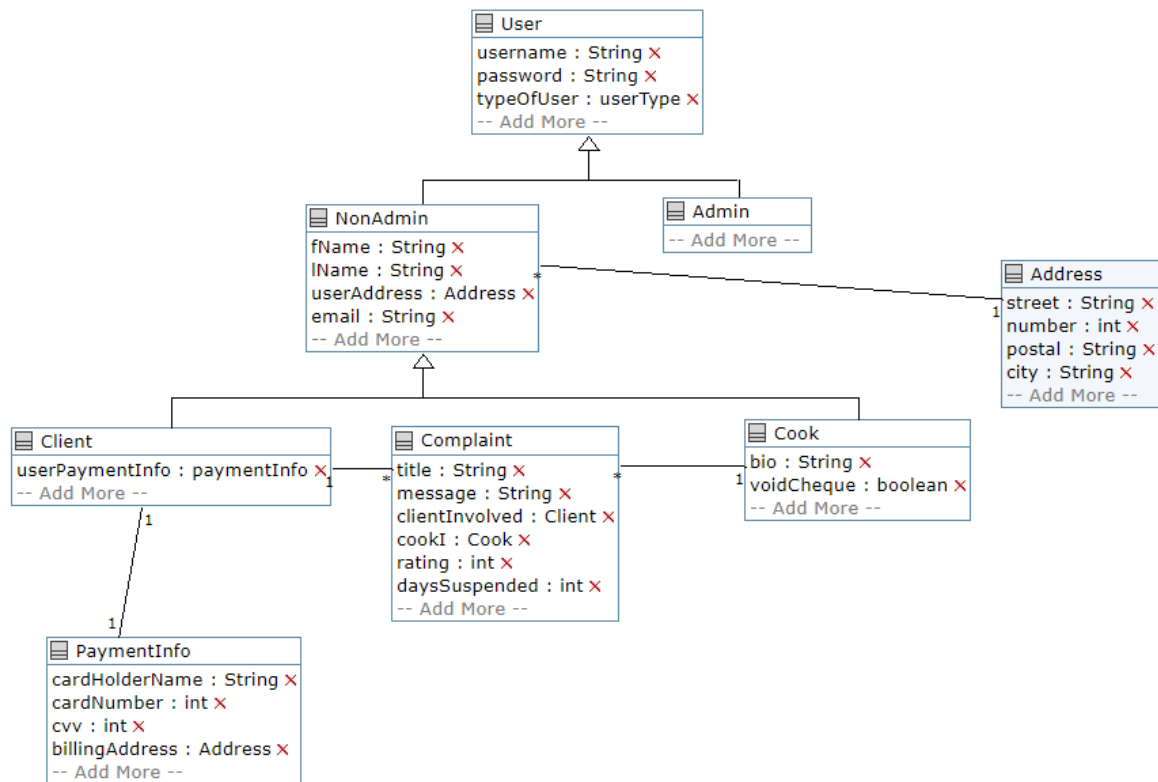 User
username : String
password : String
typeOfUser : userType
-- Add More --
NonAdmin
fName : String
lName : String
userAddress : Address
email : String
-- Add More --
*
Admin
-- Add More --
Address
street : String
number : int
postal : String
city : String
-- Add More --
1
Client
userPaymentInfo : paymentInfo
-- Add More --
1
*
1
Complaint
title : String
message : String
clientInvolved : Client
cookI : Cook
rating : int
daysSuspended : int
-- Add More --
*
1
Cook
bio : String
voidCheque : boolean
-- Add More --
1
PaymentInfo
cardHolderName : String
cardNumber : int
cvv : int
billingAddress : Address
-- Add More --